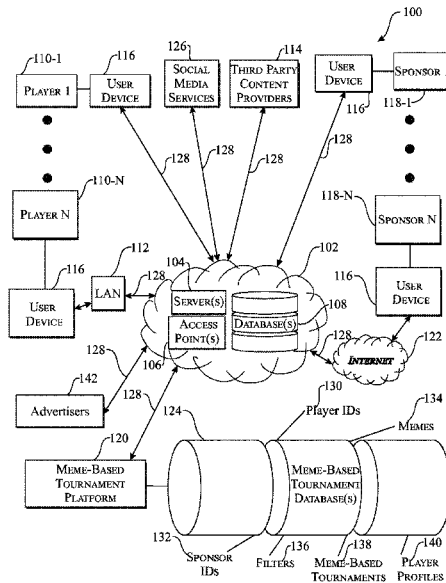 100
110-1
116
126
114
PLAYER 1
USER DEVICE
SOCIAL MEDIA SERVICES
THIRD PARTY CONTENT PROVIDERS
USER DEVICE
SPONSOR
116
118-1
128
128
128
128
110-N
PLAYER N
118-N
SPONSOR N
112
102
104
116
LAN
128
SERVER(S)
108
116
USER DEVICE
ACCESS POINT(S)
DATABASE(S)
USER DEVICE
106
128
INTERNET
122
128
142
128
130
134
Advertisers
124
Player IDs
MEMES
120
MEME-BASED TOURNAMENT PLATFORM
MEME-BASED TOURNAMENT DATABASE(S)
132
136
138
140
SPONSOR IDs
FILTERS
MEME-BASED TOURNAMENTS
PLAYER PROFILES